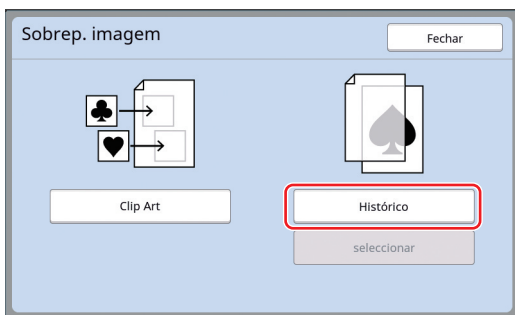 Sobrep. imagem
Fechar
Clip Art
Histórico
seleccionar